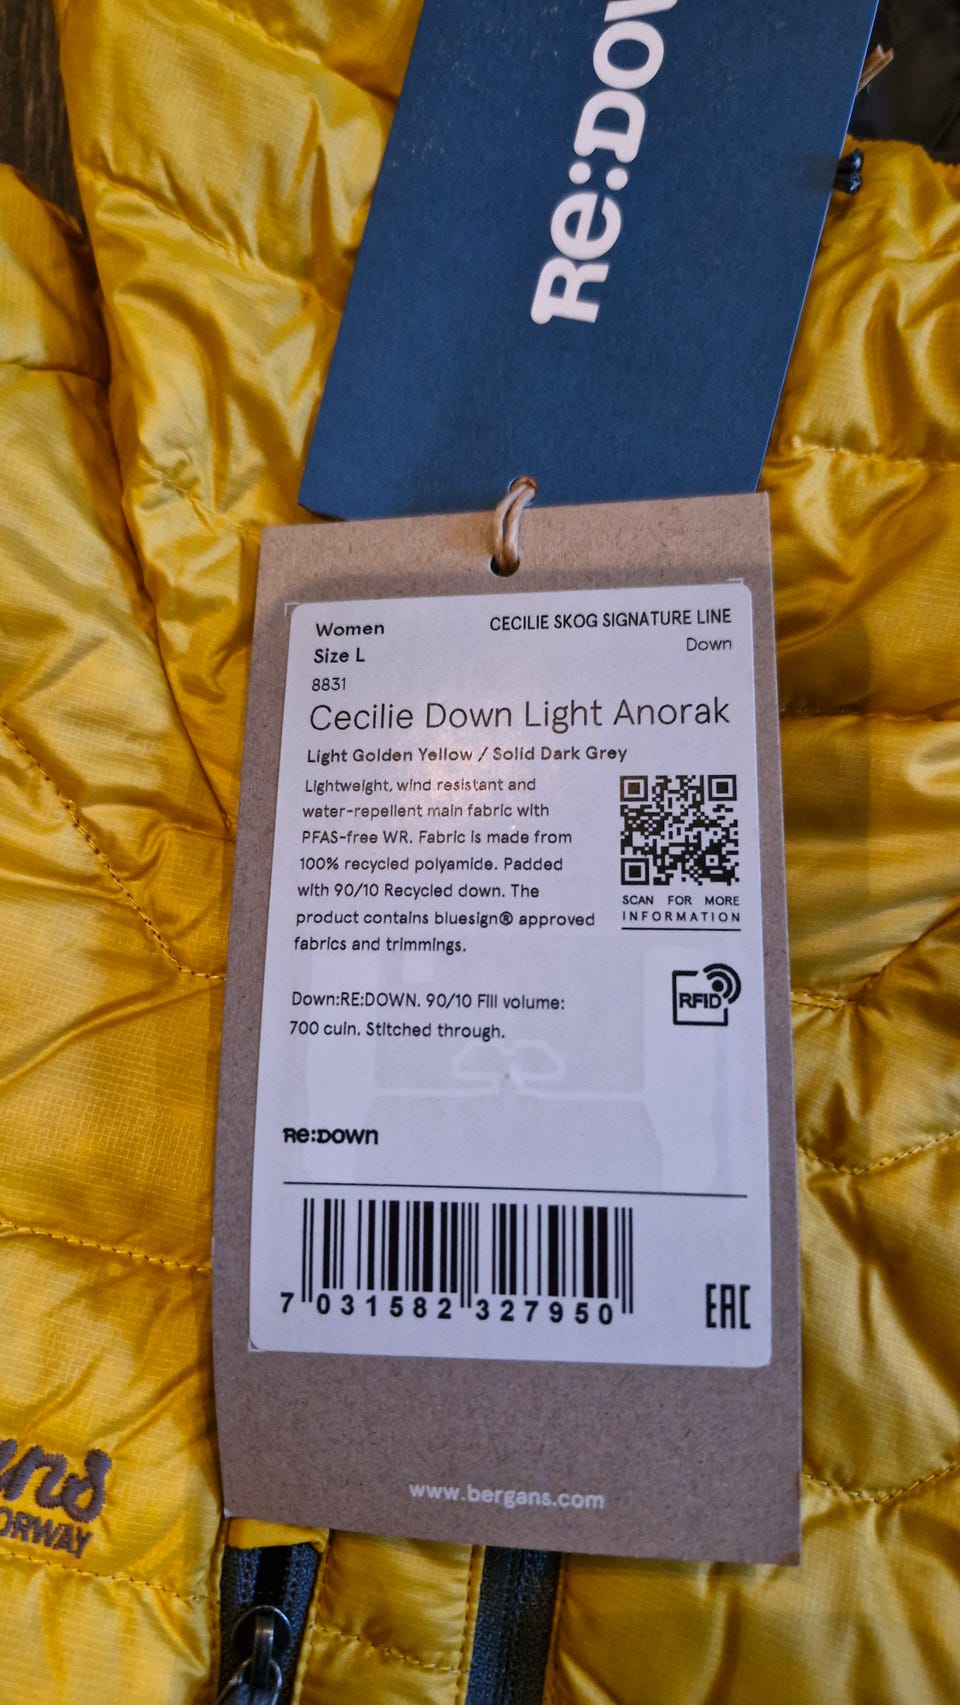 Re:DOW
Women
Size L
8831
CECILIE SKOG SIGNATURE LINE
Down
Cecilie Down Light Anorak
Light Golden Yellow / Solid Dark Grey
Lightweight, wind resistant and
water-repellent main fabric with
PFAS-free WR. Fabric is made from
100% recycled polyamide. Padded
with 90/10 Recycled down. The
product contains bluesign® approved
fabrics and trimmings.
SCAN FOR MORE
INFORMATION
RFID
Down:RE:DOWN. 90/10 Fill volume:
700 cuin. Stitched through.
Re:DOWN
7 031582 327950
EAC
www.bergans.com
ns
ORWAY